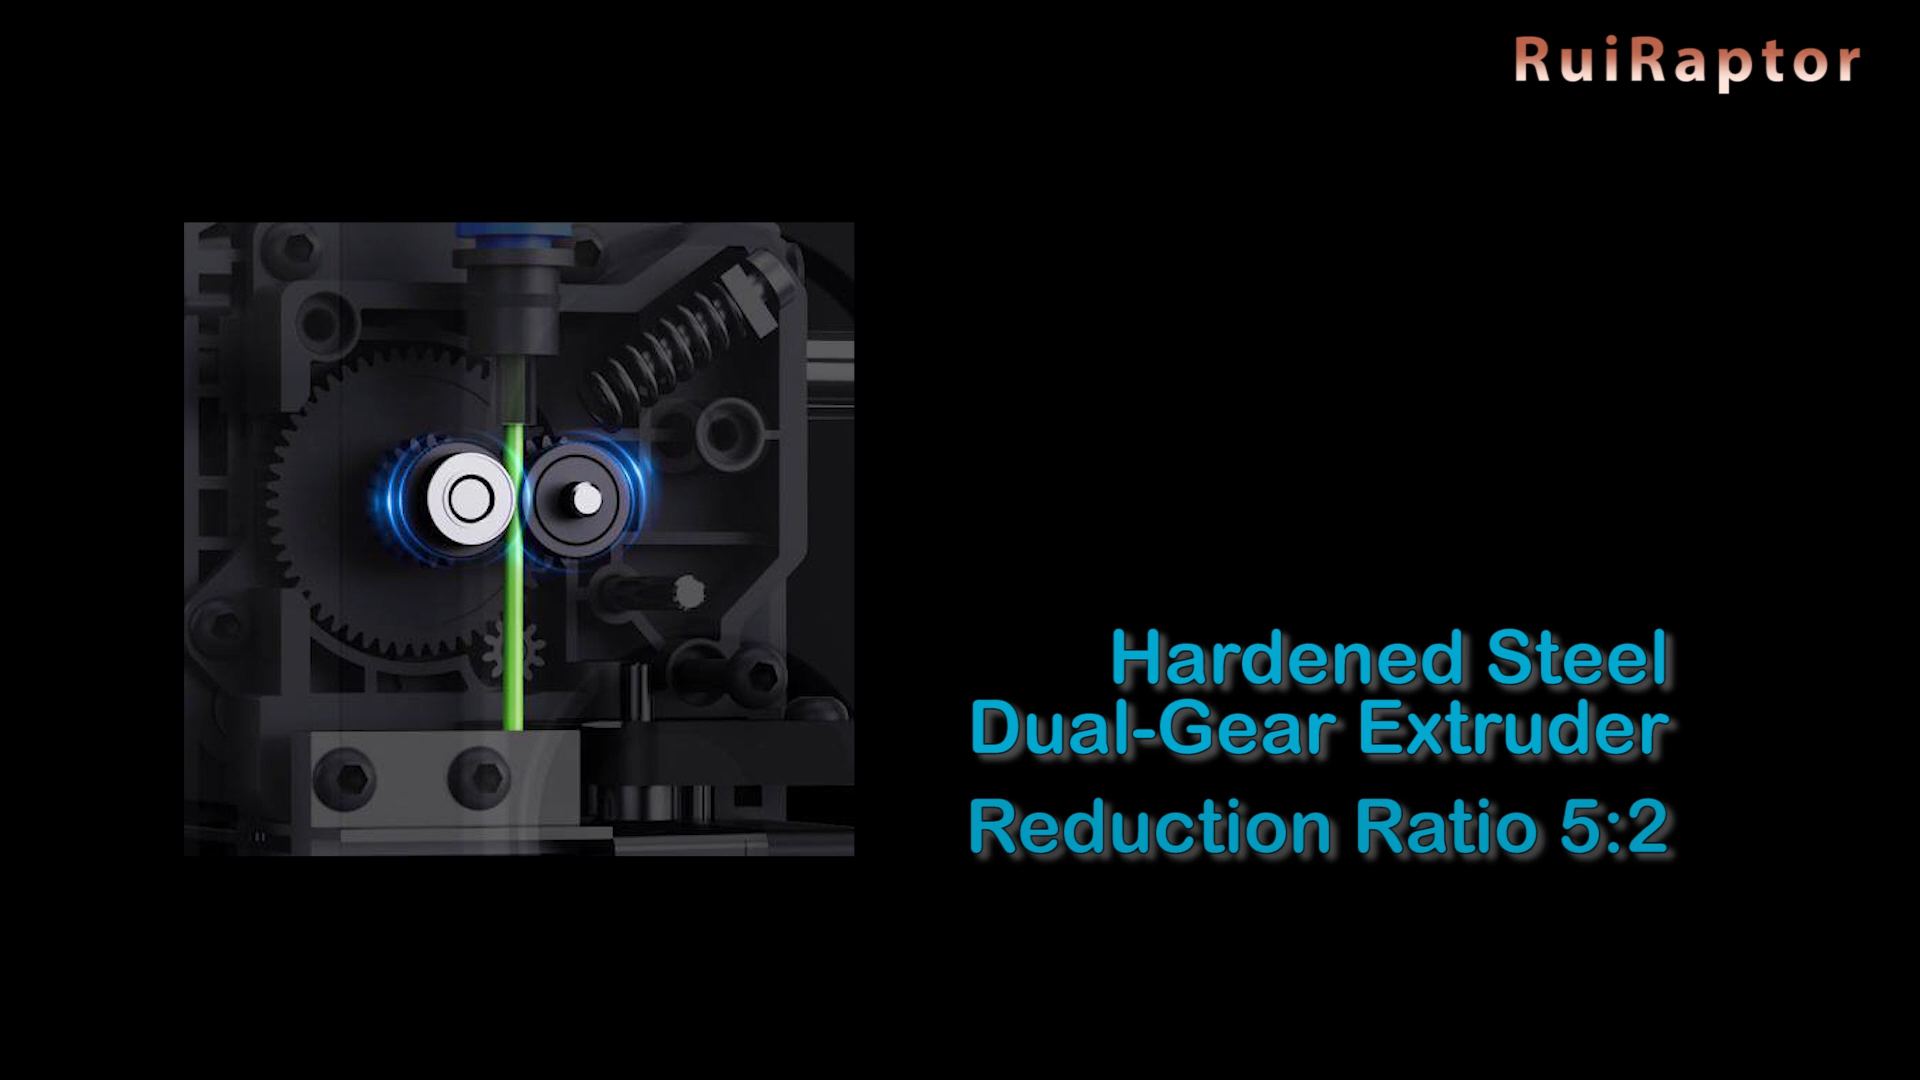 RuiRaptor
Hardened Steel
Dual-Gear Extruder
Reduction Ratio 5:2